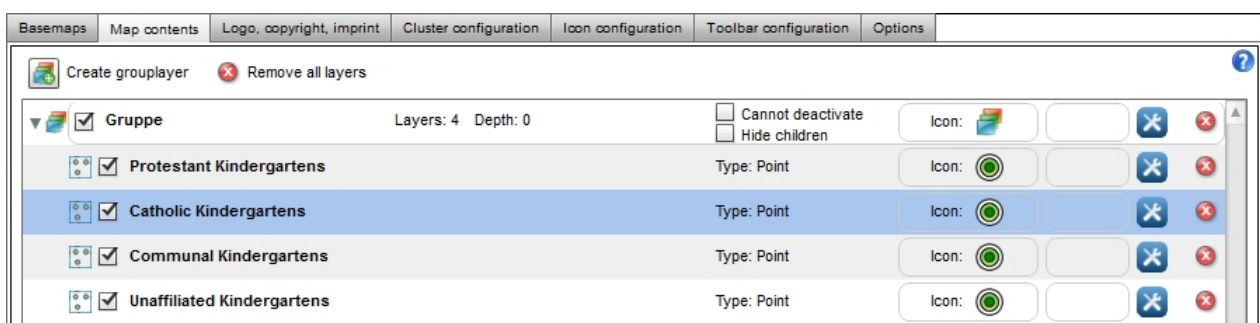 Basemaps Map contents Logo, copyright, imprint Cluster configuration Icon configuration Toolbar configuration Options
Create grouplayer Remove all layers
Gruppe Layers: 4 Depth: 0 Cannot deactivate Icon:
Hide children
Protestant Kindergartens Type: Point Icon:
Catholic Kindergartens Type: Point Icon:
Communal Kindergartens Type: Point Icon:
Unaffiliated Kindergartens Type: Point Icon: